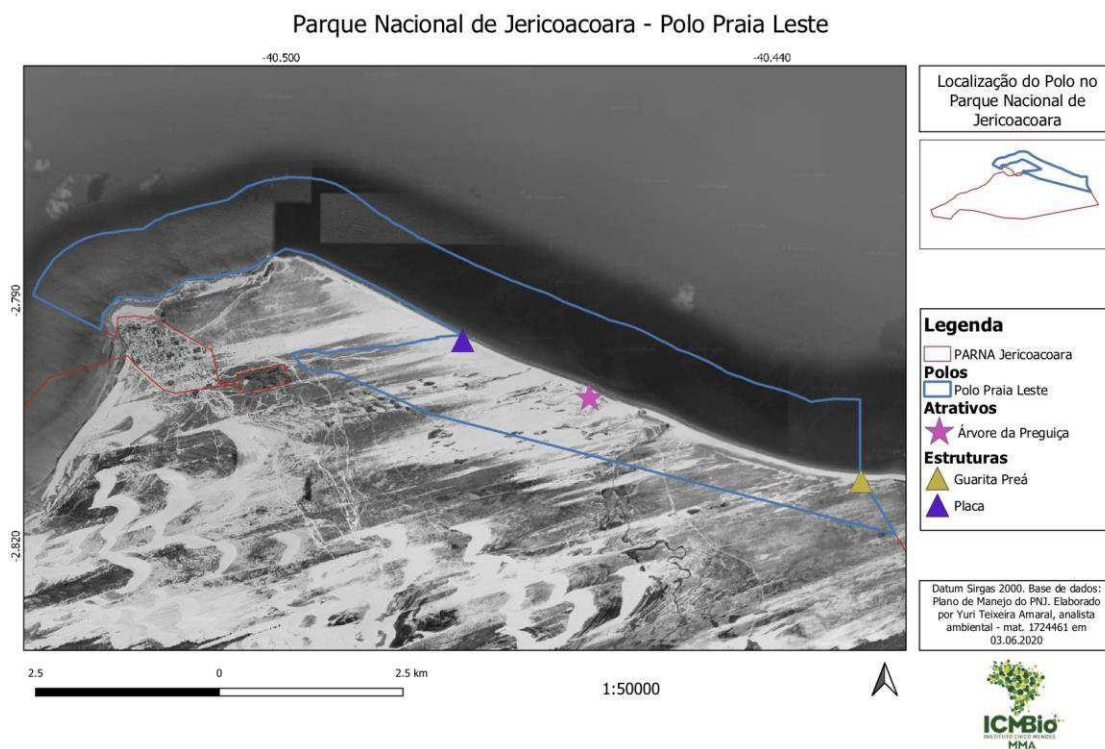 Parque Nacional de Jericoacoara - Polo Praia Leste
-40.500
-40.440
-2.790
-2.820
Localização do Polo no
Parque Nacional de
Jericoacoara
Legenda
PARNA Jericoacoara
Polos
Polo Praia Leste
Atrativos
Árvore da Preguiça
Estruturas
Guarita Preá
Placa
Datum Sirgas 2000. Base de dados:
Plano de Manejo do PNJ. Elaborado
por Yuri Teixeira Amaral, analista
ambiental - mat. 1724461 em
03.06.2020
2.5
0
2.5 km
1:50000
ICMBio
INSTITUTO CHICO MENDES
MMA